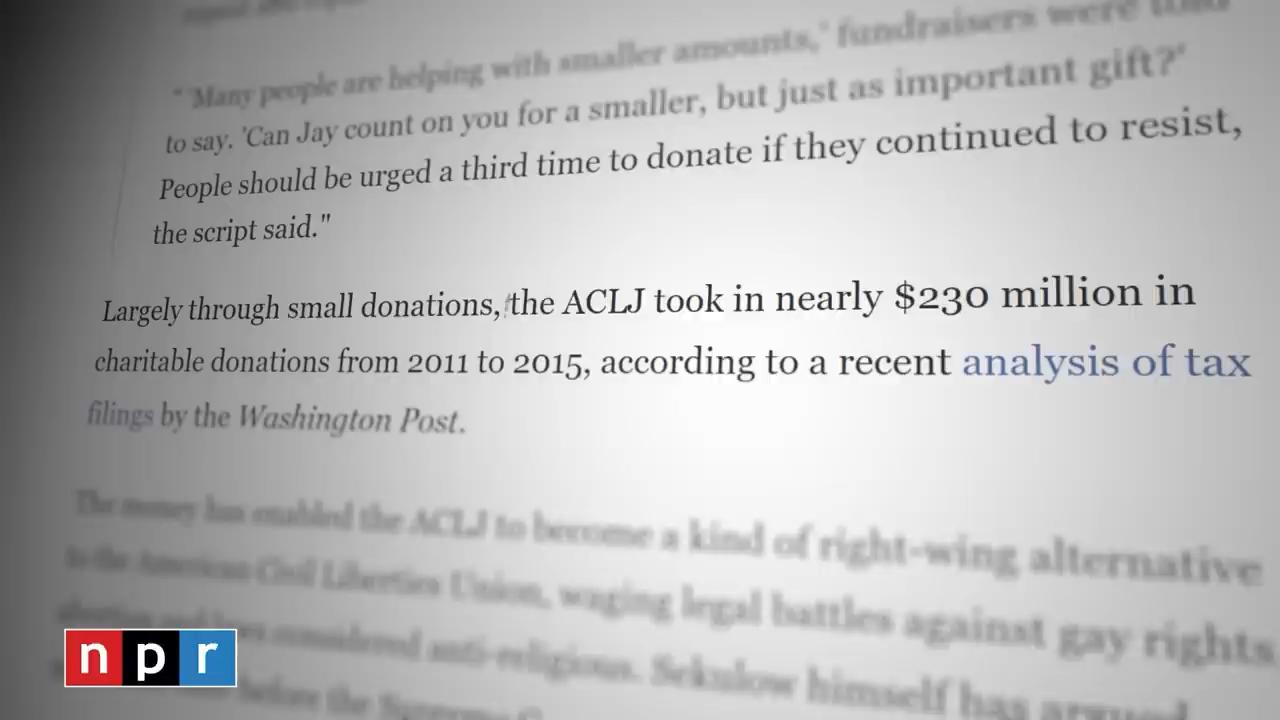 "'Many people are helping with smaller amounts,' fundraisers were told
to say. 'Can Jay count on you for a smaller, but just as important gift?'
People should be urged a third time to donate if they continued to resist,
the script said."
Largely through small donations, the ACLJ took in nearly $230 million in
charitable donations from 2011 to 2015, according to a recent analysis of tax
filings by the Washington Post.
The money has enabled the ACLJ to become a kind of right-wing alternative
to the American Civil Liberties Union, waging legal battles against gay rights
considered anti-religious. Sekulow himself has argued
before the Supreme
npr